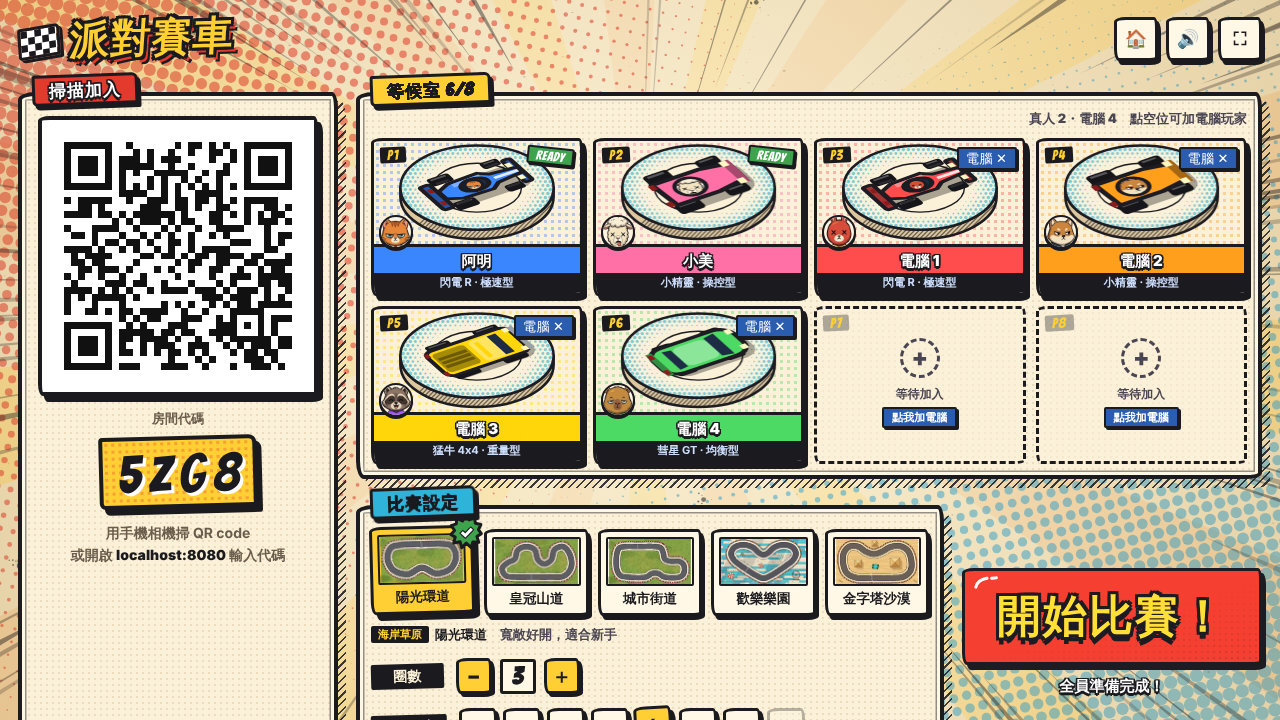 派對賽車
掃描加入
房間代碼
5ZG8
用手機相機掃 QR code
或開啟 localhost:8080 輸入代碼
等候室 6/8
真人 2 · 電腦 4 點空位可加電腦玩家
P1
READY
阿明
閃電 R · 極速型
P2
READY
小美
小精靈 · 操控型
P3
電腦 ✕
電腦 1
閃電 R · 極速型
P4
電腦 ✕
電腦 2
小精靈 · 操控型
P5
電腦 ✕
電腦 3
猛牛 4x4 · 重量型
P6
電腦 ✕
電腦 4
彗星 GT · 均衡型
P7
等待加入
點我加電腦
P8
等待加入
點我加電腦
比賽設定
陽光環道
皇冠山道
城市街道
歡樂樂園
金字塔沙漠
海岸草原 陽光環道 寬敞好開，適合新手
圈數
− 3 +
開始比賽！
全員準備完成！